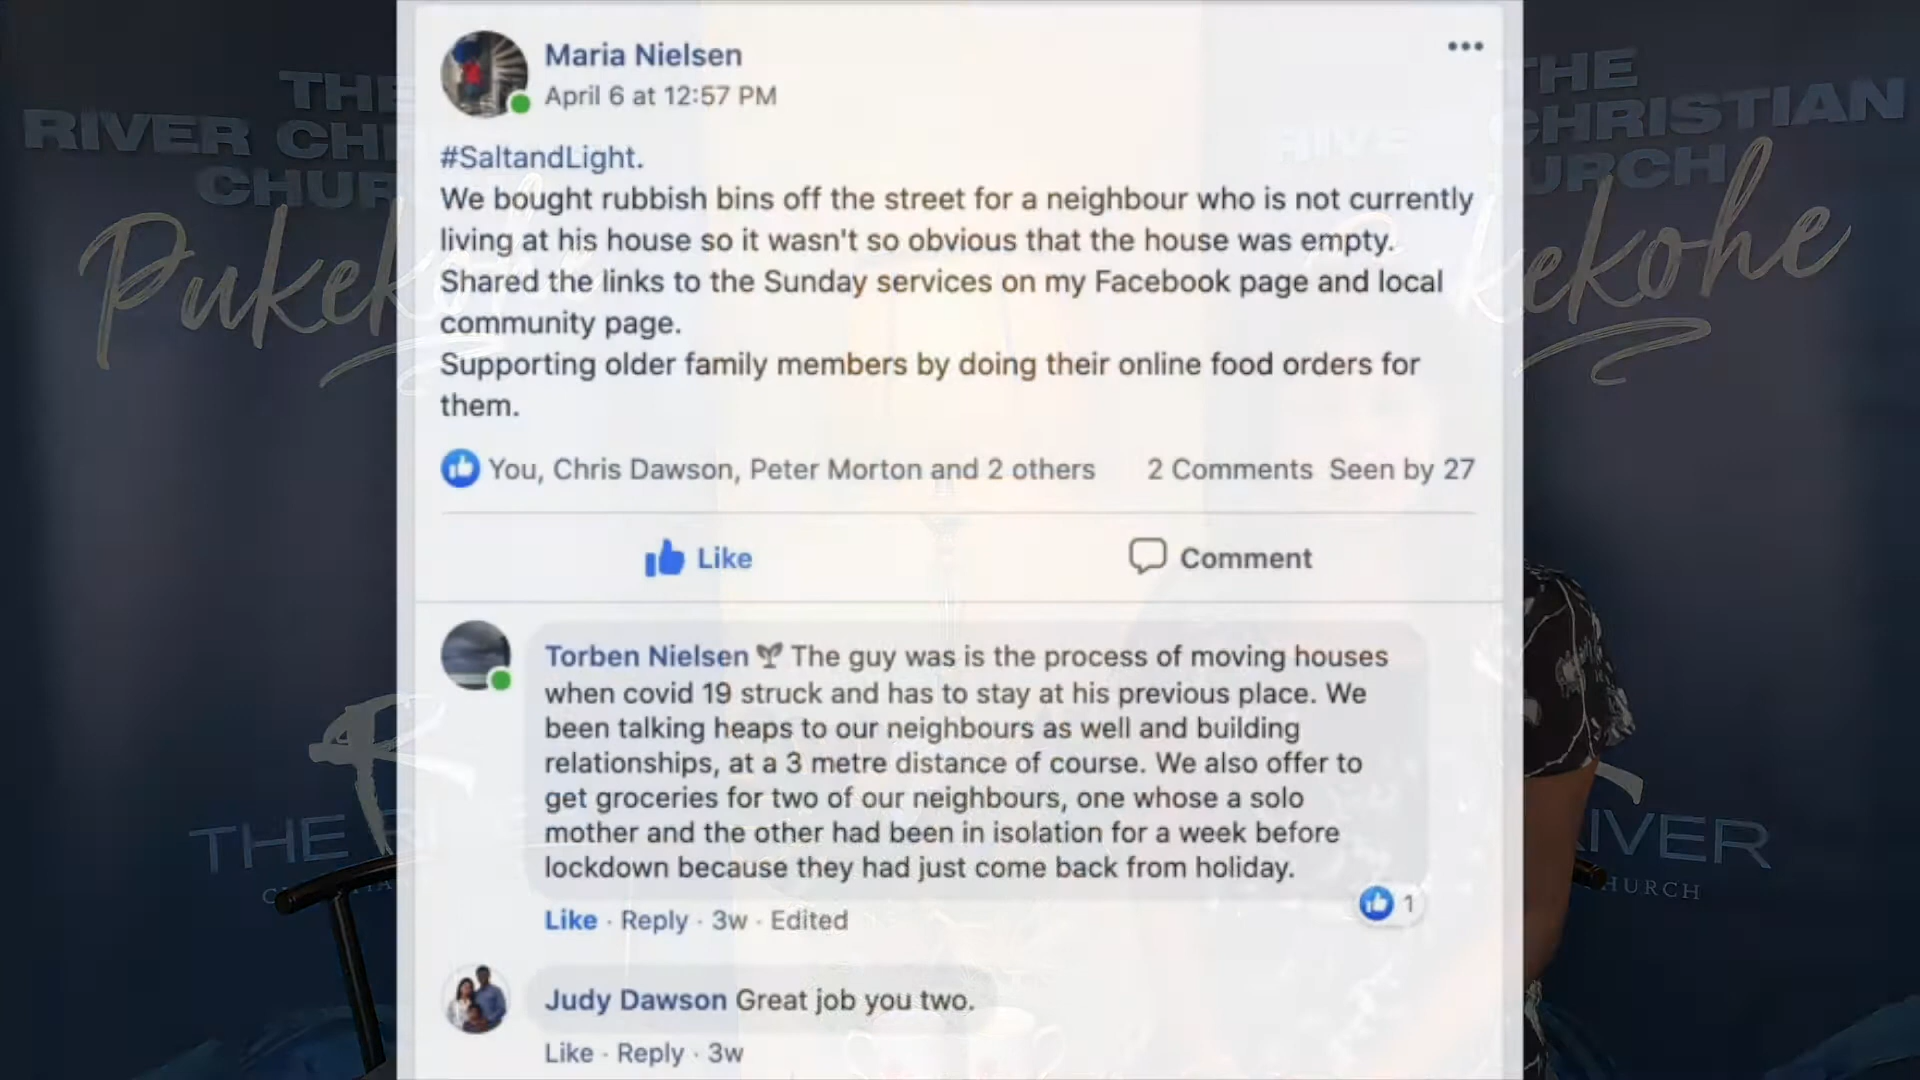 Maria Nielsen
April 6 at 12:57 PM
#SaltandLight.
We bought rubbish bins off the street for a neighbour who is not currently
living at his house so it wasn't so obvious that the house was empty.
Shared the links to the Sunday services on my Facebook page and local
community page.
Supporting older family members by doing their online food orders for
them.
You, Chris Dawson, Peter Morton and 2 others 2 Comments Seen by 27
Like Comment
Torben Nielsen The guy was is the process of moving houses
when covid 19 struck and has to stay at his previous place. We
been talking heaps to our neighbours as well and building
relationships, at a 3 metre distance of course. We also offer to
get groceries for two of our neighbours, one whose a solo
mother and the other had been in isolation for a week before
lockdown because they had just come back from holiday.
1
Like · Reply · 3w · Edited
Judy Dawson Great job you two.
Like · Reply · 3w
THE
RIVER CHR
CHUR
Pukek
THE
CHRISTIAN
URCH
ekohe
THE R
IVER
HURCH